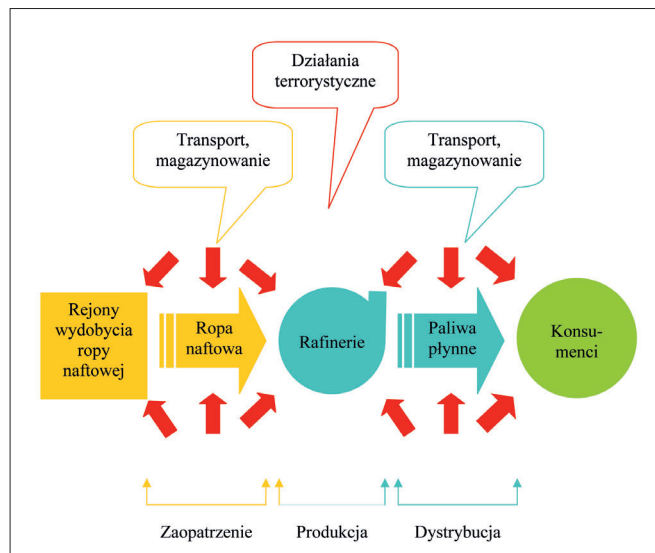 Działania
terrorystyczne
Transport,
magazynowanie
Transport,
magazynowanie
Rejony
wydobycia
ropy
naftowej
Ropa
naftowa
Rafinerie
Paliwa
płynne
Konsu-
menci
Zaopatrzenie
Produkcja
Dystrybucja